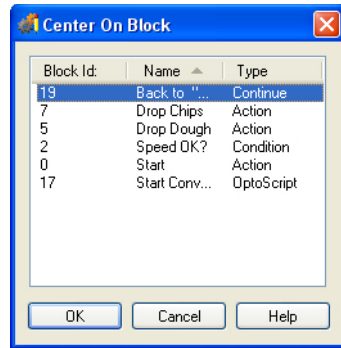 Center On Block
Block Id: Name Type
19 Back to "... Continue
7 Drop Chips Action
5 Drop Dough Action
2 Speed OK? Condition
0 Start Action
17 Start Conv... OptoScript
OK Cancel Help